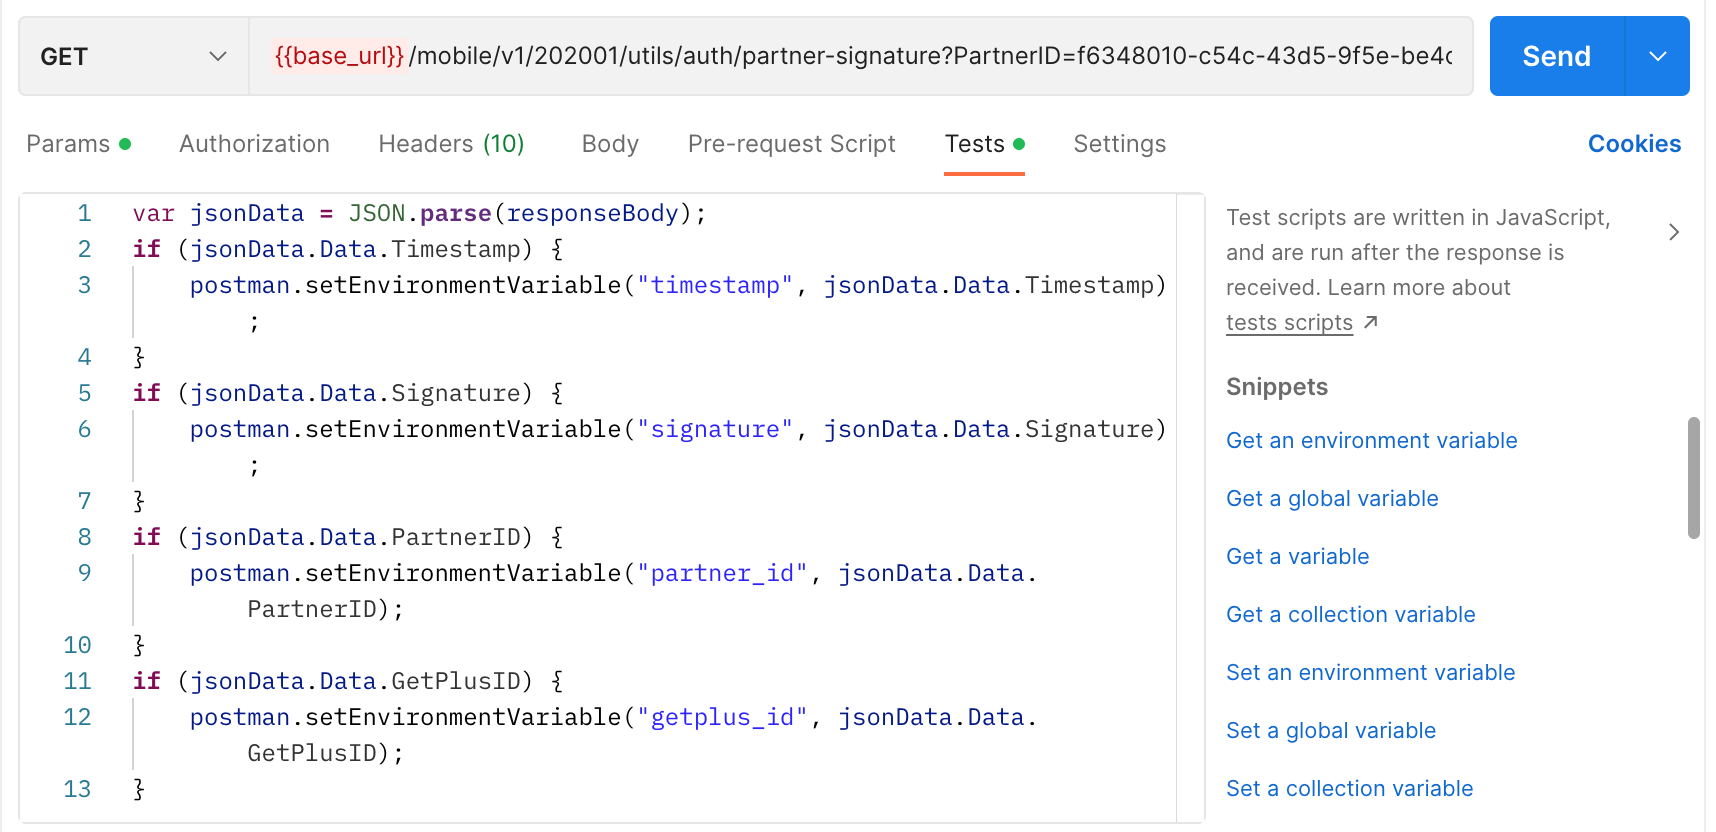 GET
{{base_url}}/mobile/v1/202001/utils/auth/partner-signature?PartnerID=f6348010-c54c-43d5-9f5e-be4c
Send
Params
Authorization
Headers (10)
Body
Pre-request Script
Tests
Settings
Cookies
1 var jsonData = JSON.parse(responseBody);
2 if (jsonData.Data.Timestamp) {
3 postman.setEnvironmentVariable("timestamp", jsonData.Data.Timestamp)
;
4 }
5 if (jsonData.Data.Signature) {
6 postman.setEnvironmentVariable("signature", jsonData.Data.Signature)
;
7 }
8 if (jsonData.Data.PartnerID) {
9 postman.setEnvironmentVariable("partner_id", jsonData.Data.
PartnerID);
10 }
11 if (jsonData.Data.GetPlusID) {
12 postman.setEnvironmentVariable("getplus_id", jsonData.Data.
GetPlusID);
13 }
Test scripts are written in JavaScript,
and are run after the response is
received. Learn more about
tests scripts ↗
Snippets
Get an environment variable
Get a global variable
Get a variable
Get a collection variable
Set an environment variable
Set a global variable
Set a collection variable